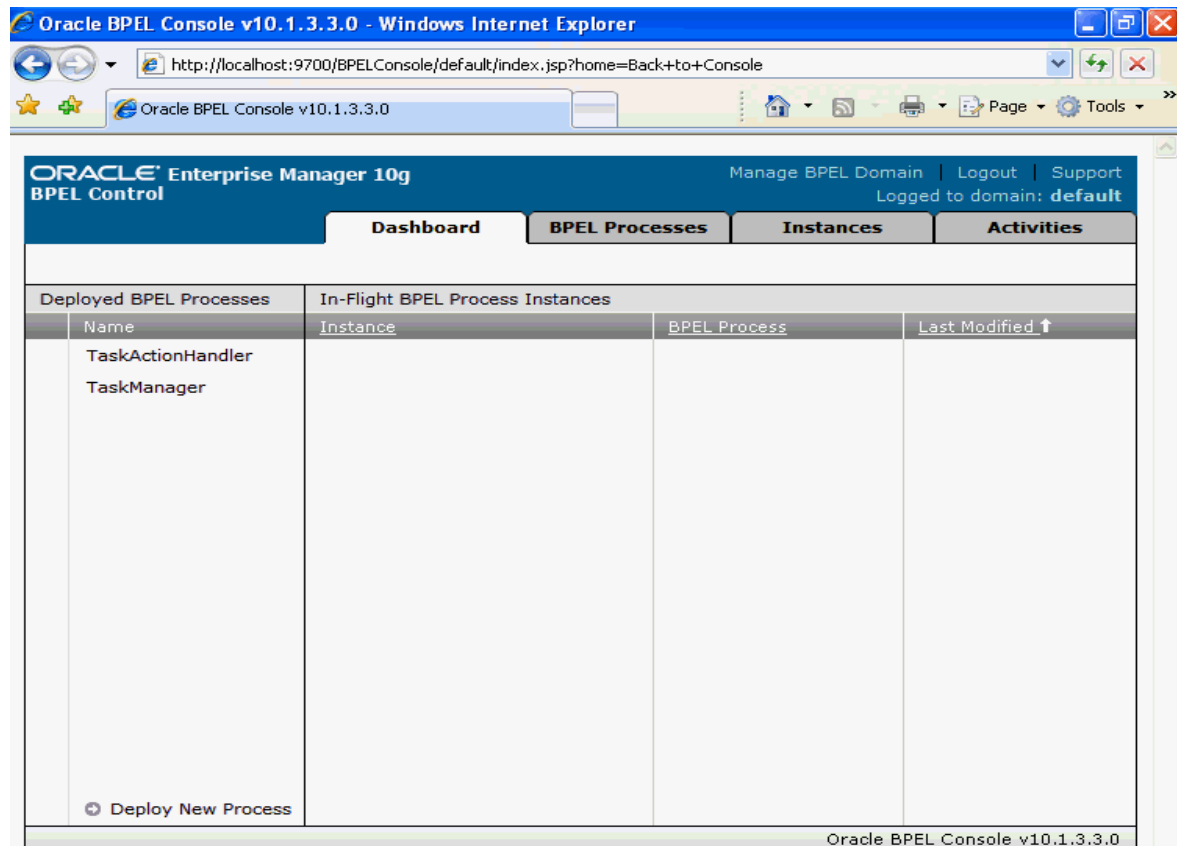 Oracle BPEL Console v10.1.3.3.0 - Windows Internet Explorer
http://localhost:9700/BPELConsole/default/index.jsp?home=Back+to+Console
Oracle BPEL Console v10.1.3.3.0
Page Tools »
ORACLE Enterprise Manager 10g
BPEL Control
Manage BPEL Domain | Logout | Support
Logged to domain: default
Dashboard BPEL Processes Instances Activities
Deployed BPEL Processes In-Flight BPEL Process Instances
Name Instance BPEL Process Last Modified
TaskActionHandler
TaskManager
Deploy New Process
Oracle BPEL Console v10.1.3.3.0